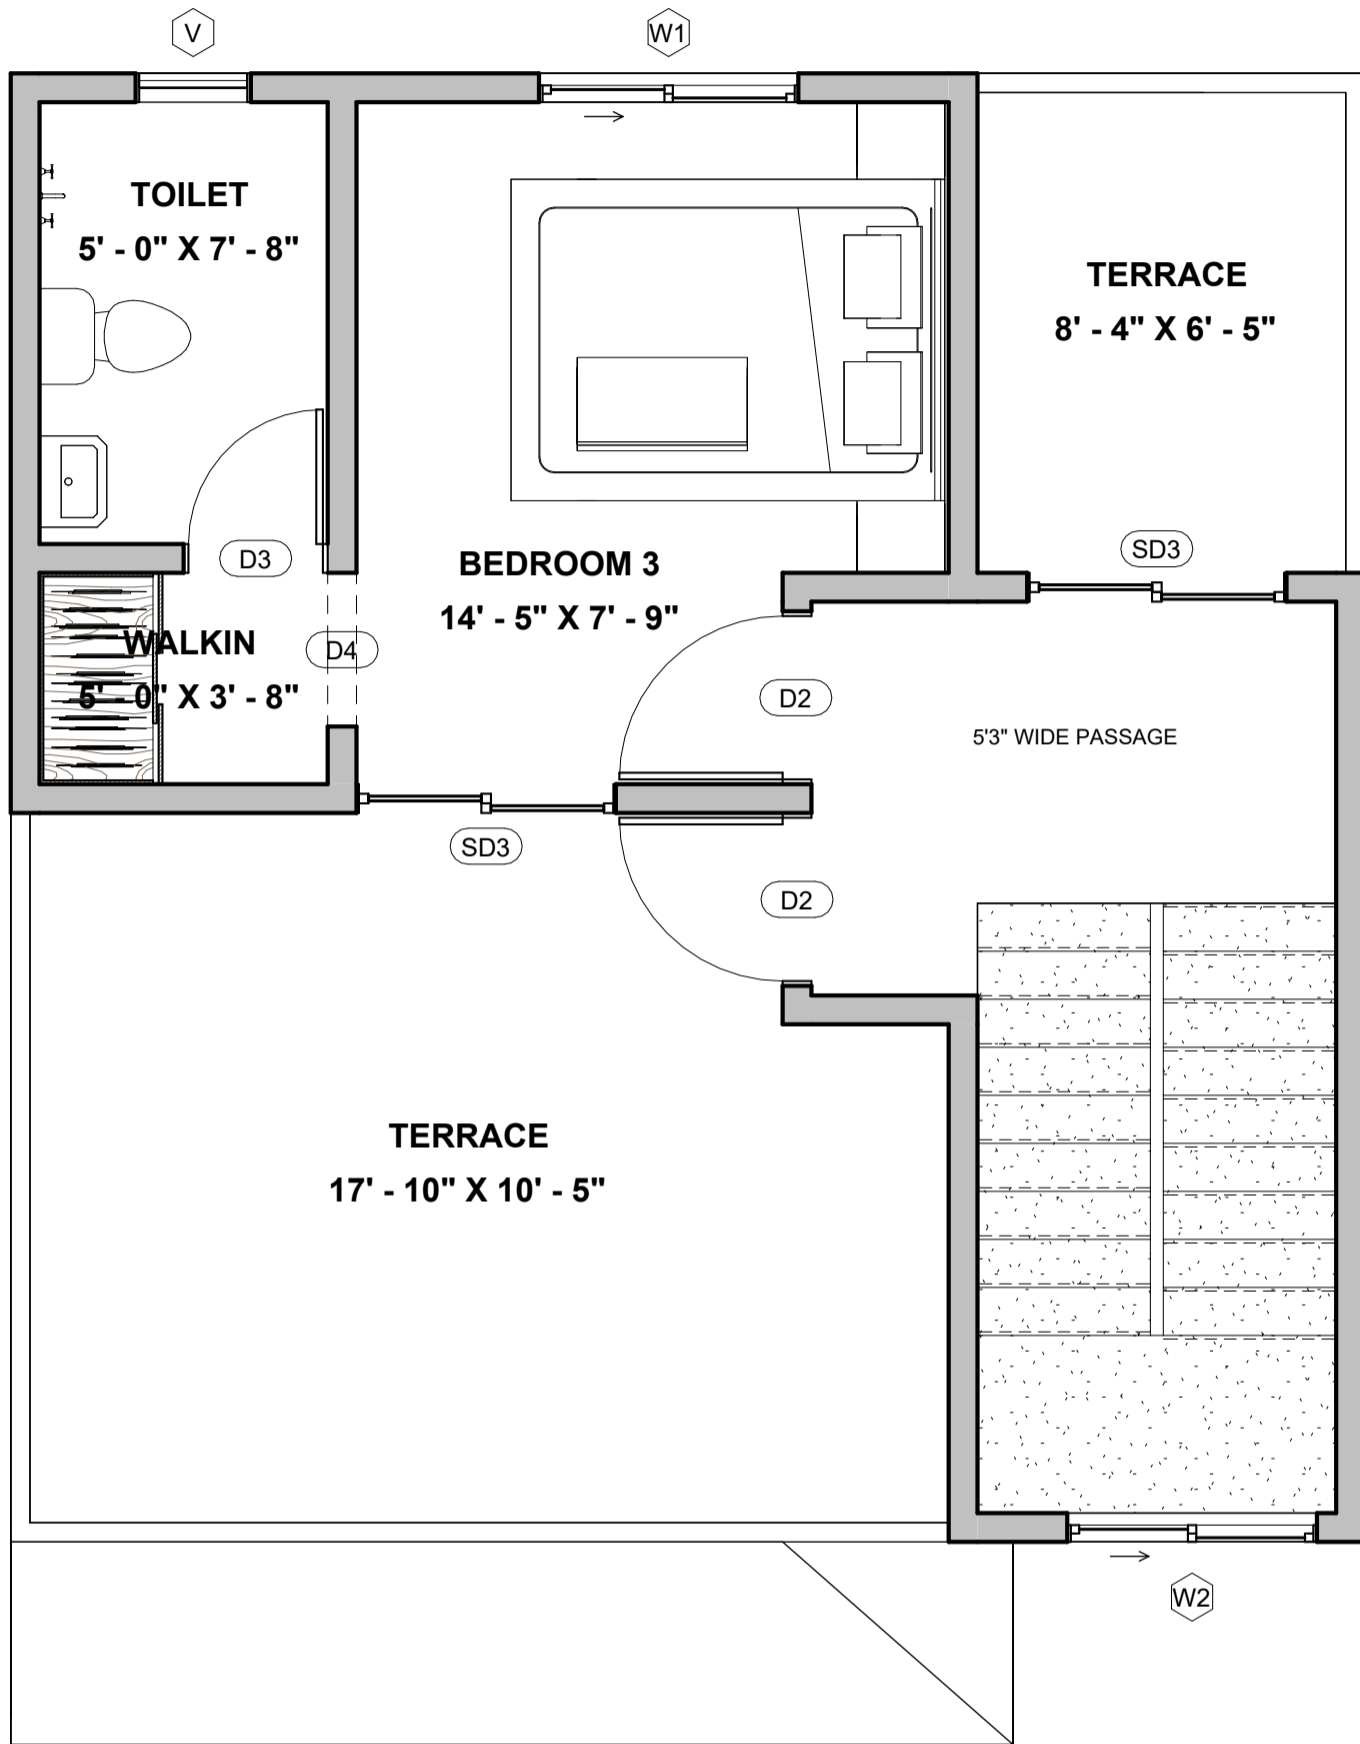 V
W1
TOILET
5' - 0" X 7' - 8"
TERRACE
8' - 4" X 6' - 5"
D3
BEDROOM 3
14' - 5" X 7' - 9"
SD3
WALKIN
5' - 0" X 3' - 8"
D4
D2
5'3" WIDE PASSAGE
SD3
D2
TERRACE
17' - 10" X 10' - 5"
W2